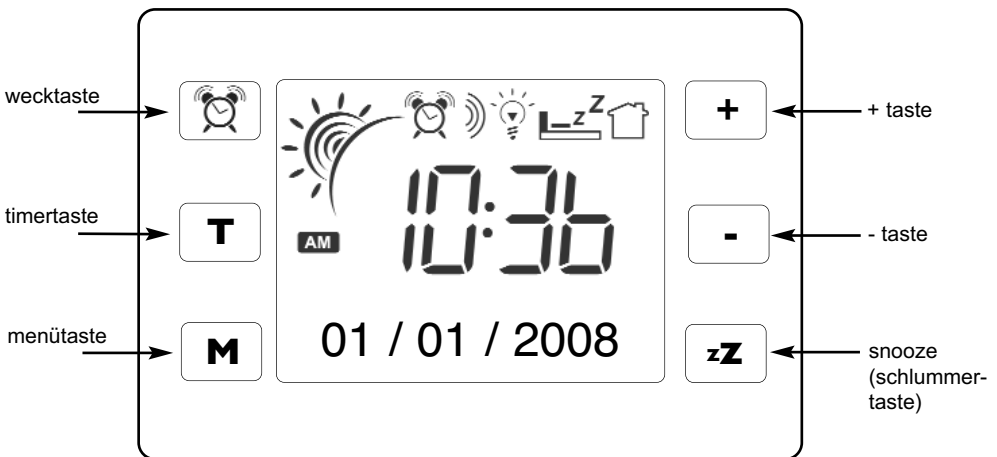 wecktaste
timertaste
menütaste
T
M
z Z
AM
10:36
01 / 01 / 2008
+
-
zZ
+ taste
- taste
snooze
(schlummer-
taste)